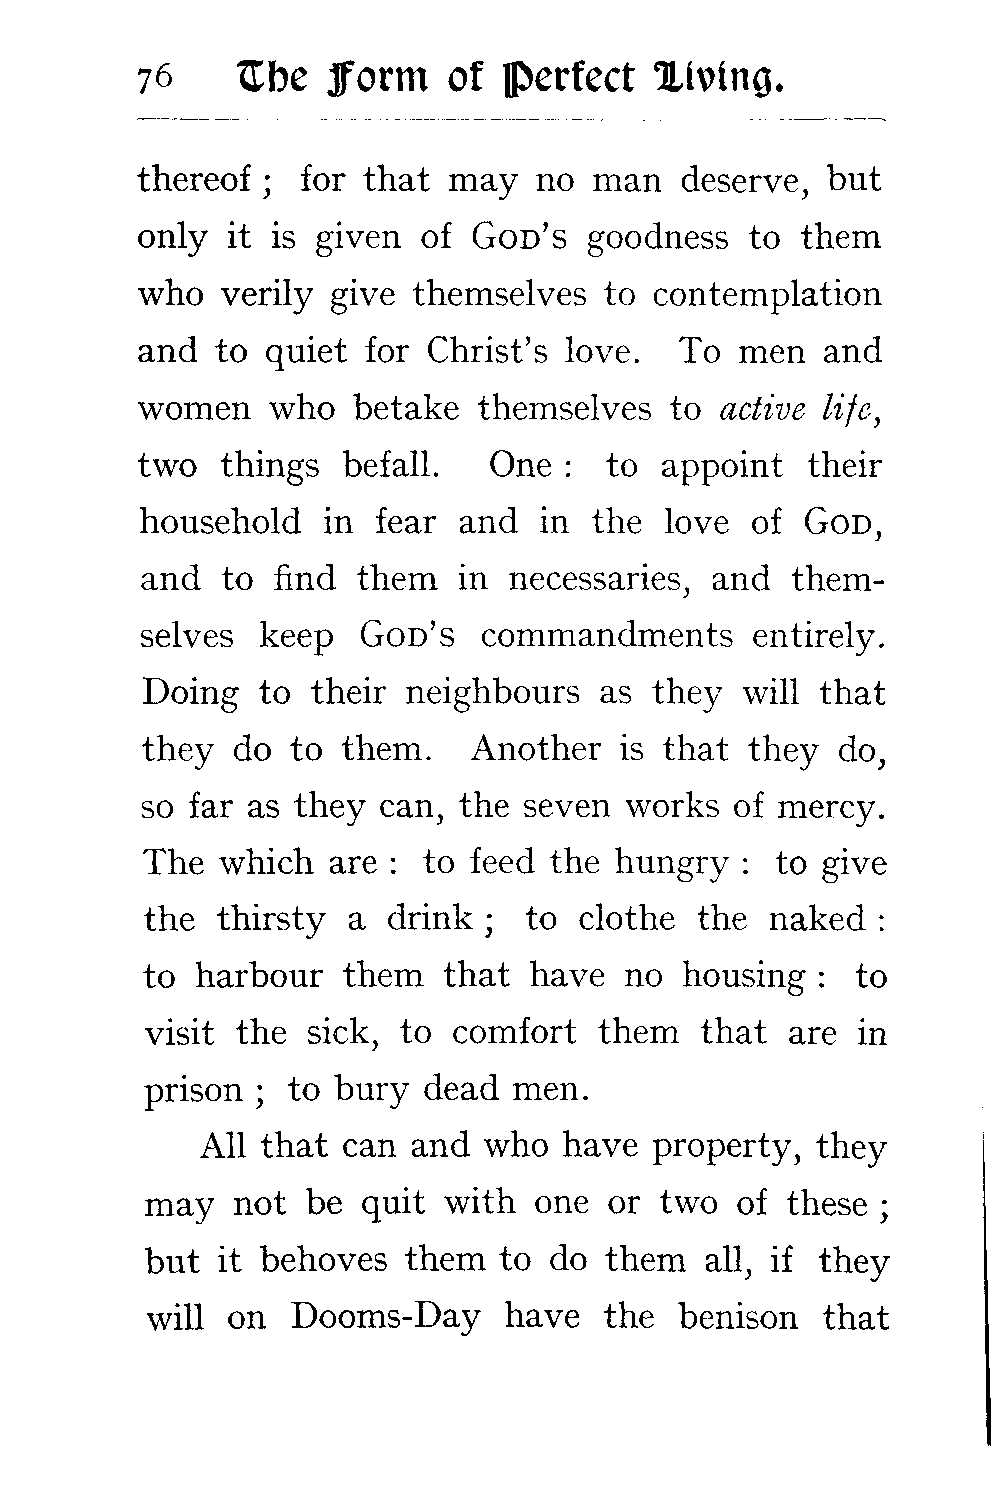 76 The Form of Perfect Living.
thereof ; for that may no man deserve, but
only it is given of GOD'S goodness to them
who verily give themselves to contemplation
and to quiet for Christ's love. To men and
women who betake themselves to active life,
two things befall. One : to appoint their
household in fear and in the love of GOD,
and to find them in necessaries, and them-
selves keep GOD'S commandments entirely.
Doing to their neighbours as they will that
they do to them. Another is that they do,
so far as they can, the seven works of mercy.
The which are : to feed the hungry : to give
the thirsty a drink ; to clothe the naked :
to harbour them that have no housing : to
visit the sick, to comfort them that are in
prison ; to bury dead men.
All that can and who have property, they
may not be quit with one or two of these ;
but it behoves them to do them all, if they
will on Dooms-Day have the benison that